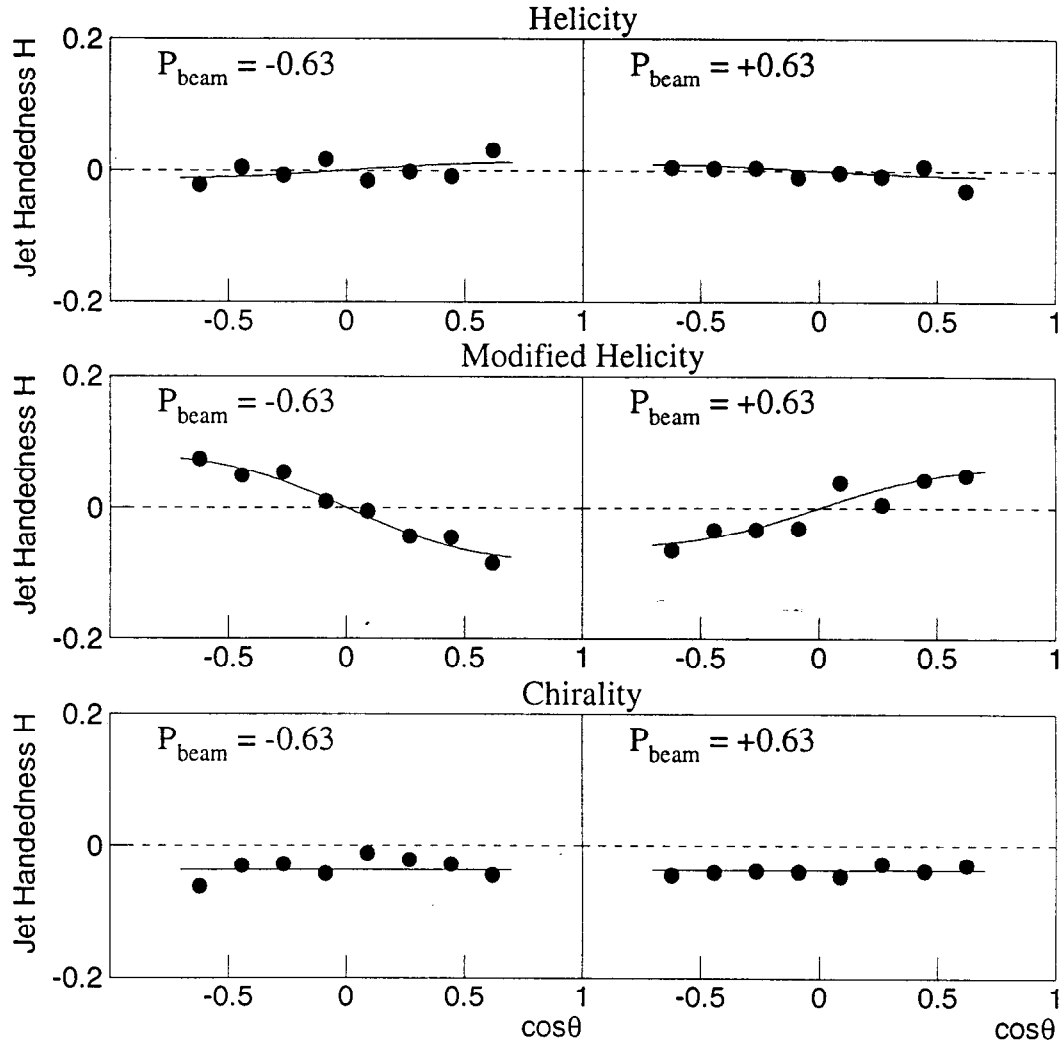 Helicity
Jet Handedness H
0.2
0
-0.2
P_beam = -0.63
P_beam = +0.63
-0.5 0 0.5 1 -0.5 0 0.5 1
Modified Helicity
Jet Handedness H
0.2
0
-0.2
P_beam = -0.63
P_beam = +0.63
-0.5 0 0.5 1 -0.5 0 0.5 1
Chirality
Jet Handedness H
0.2
0
-0.2
P_beam = -0.63
P_beam = +0.63
-0.5 0 0.5 1 -0.5 0 0.5 1
cosθ cosθ